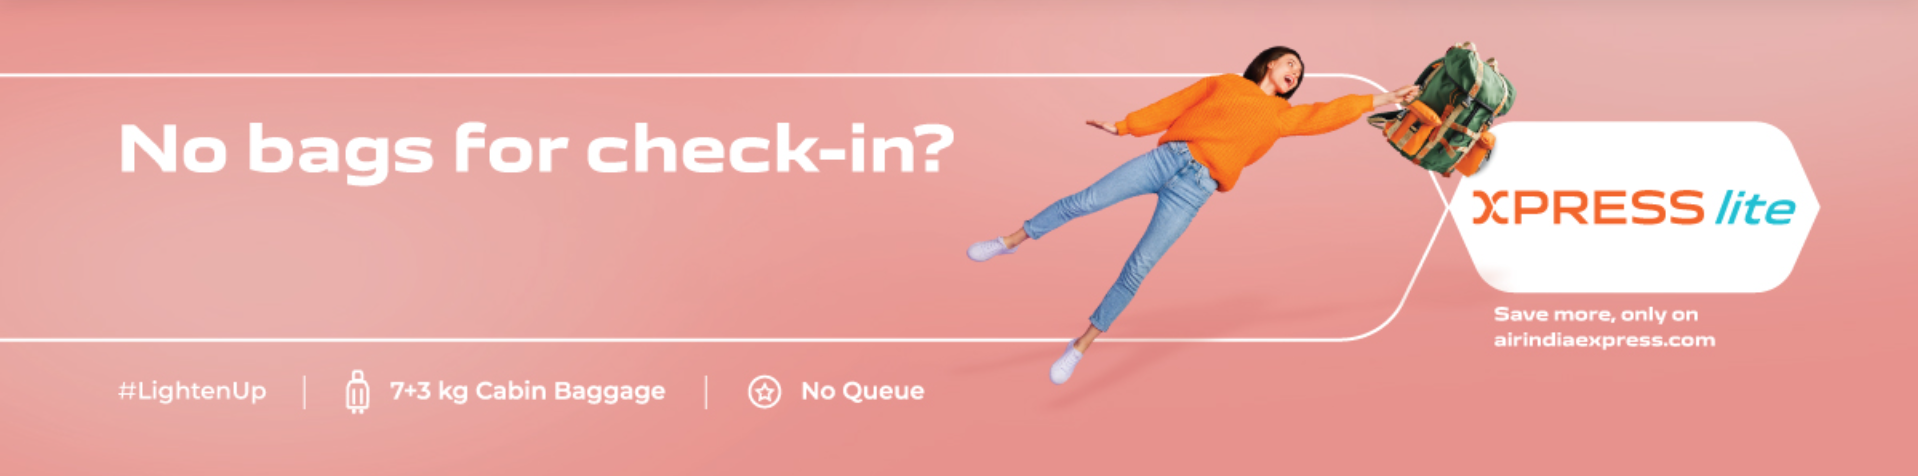 No bags for check-in?
XPRESS lite
Save more, only on
airindiaexpress.com
#LightenUp
7+3 kg Cabin Baggage
No Queue